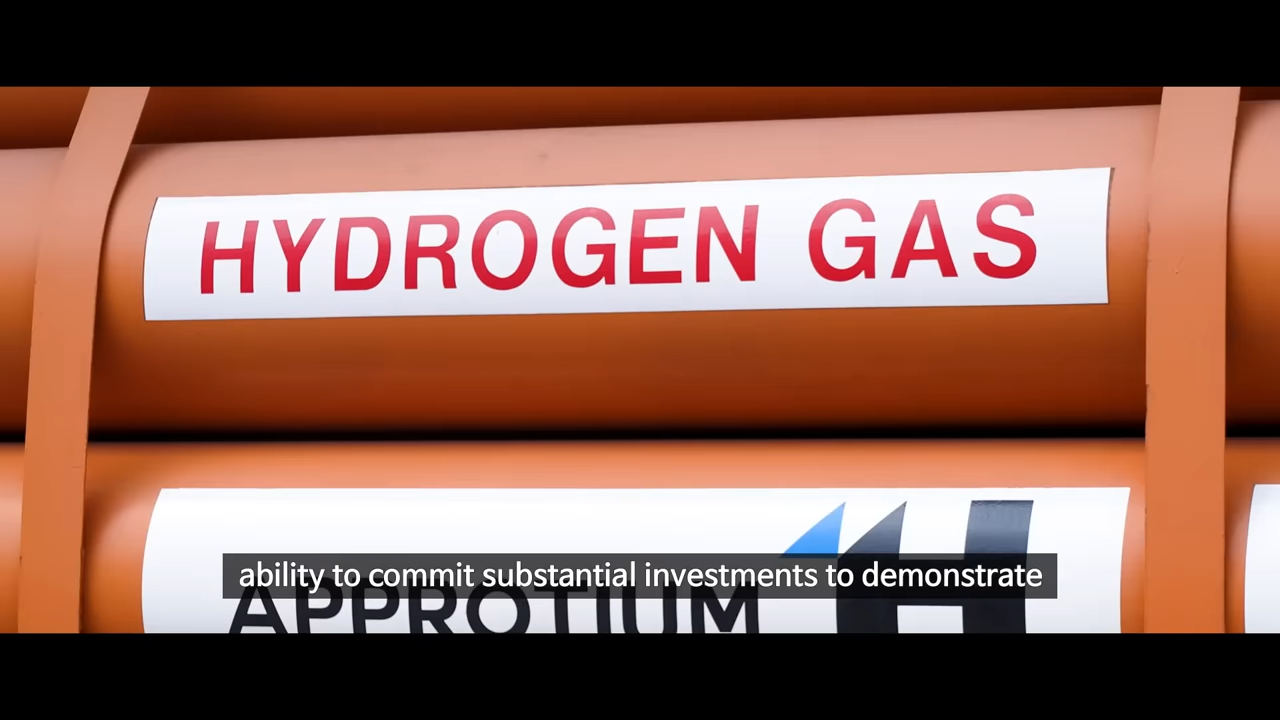 HYDROGEN GAS
APPROTIUM H
ability to commit substantial investments to demonstrate